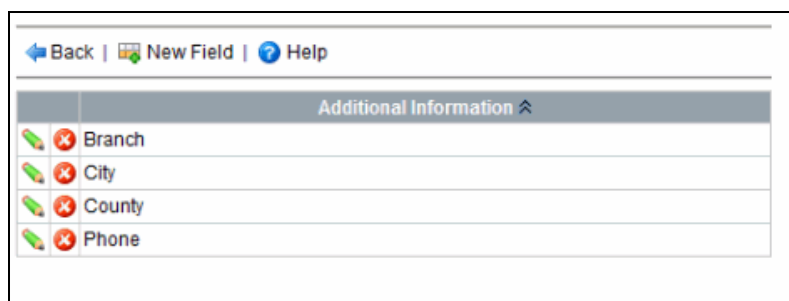 Back | New Field | Help
Additional Information
Branch
City
County
Phone